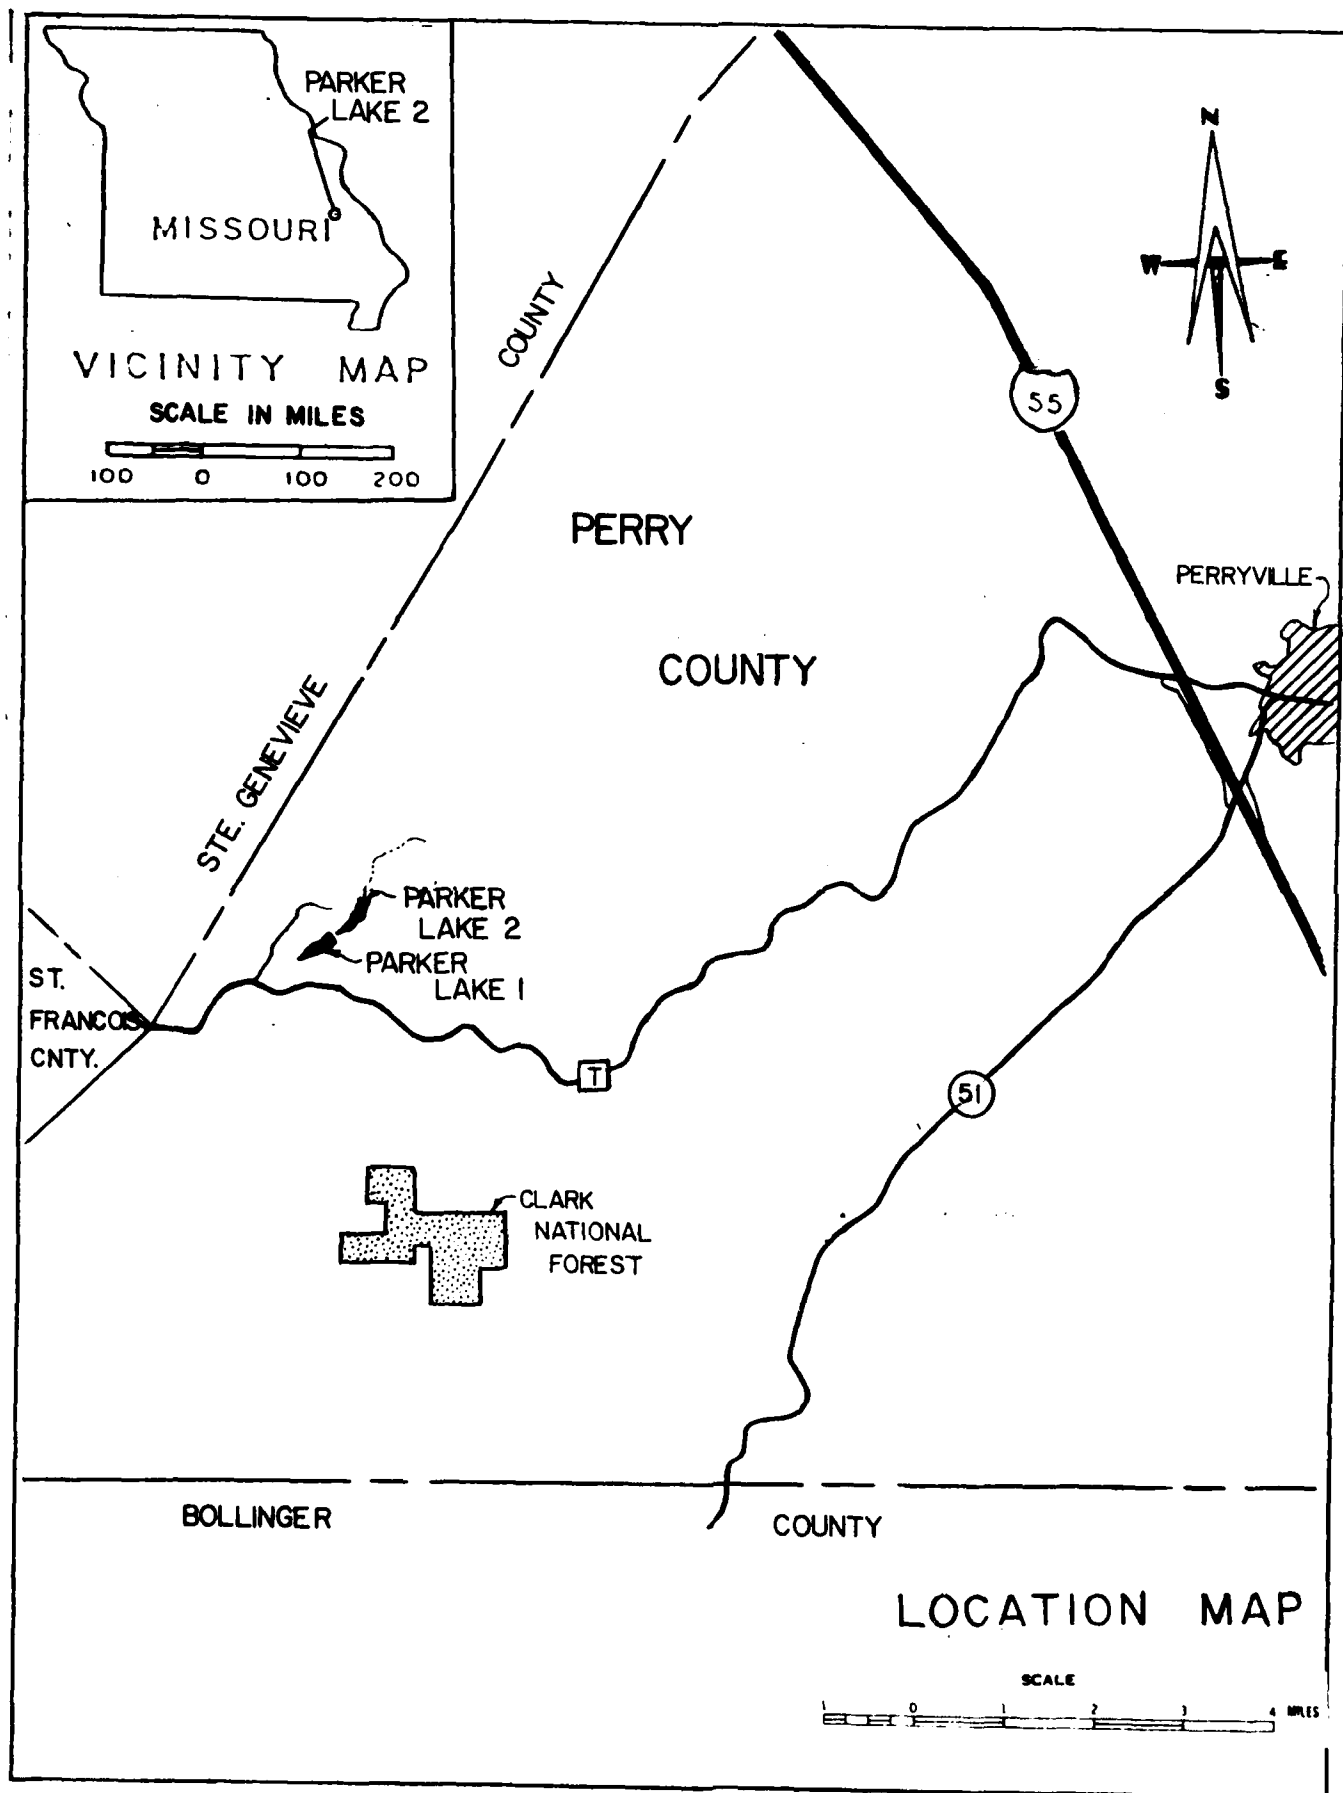 PARKER
LAKE 2
MISSOURI
VICINITY MAP
SCALE IN MILES
100 0 100 200
N
W E
S
COUNTY
55
PERRY
COUNTY
PERRYVILLE
STE. GENEVIEVE
PARKER
LAKE 2
PARKER
LAKE 1
ST.
FRANCOIS
CNTY.
T
51
CLARK
NATIONAL
FOREST
BOLLINGER COUNTY
LOCATION MAP
SCALE
1 0 1 2 3 4 MILES